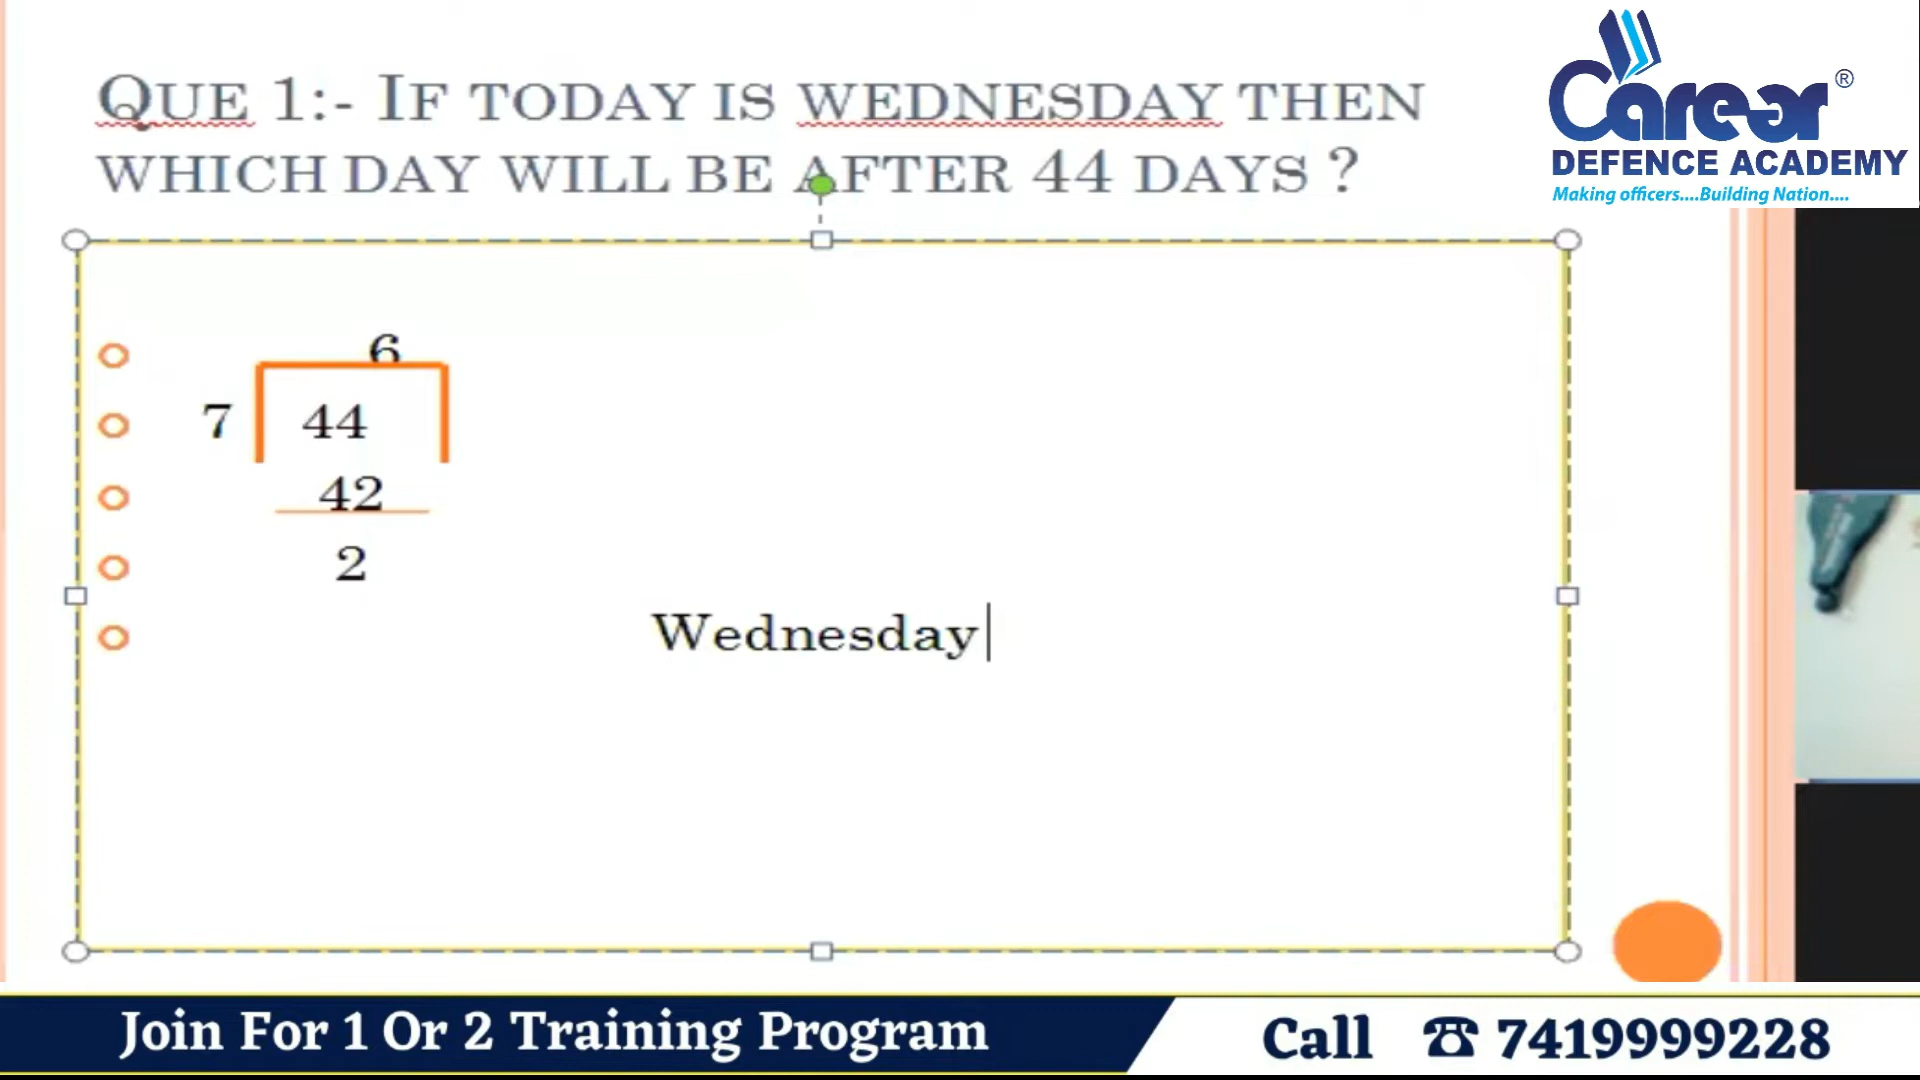 QUE 1:- IF TODAY IS WEDNESDAY THEN
WHICH DAY WILL BE AFTER 44 DAYS ?
Carear ®
DEFENCE ACADEMY
Making officers....Building Nation....
6
7 44
42
2
Wednesday
Join For 1 Or 2 Training Program
Call ☎ 7419999228